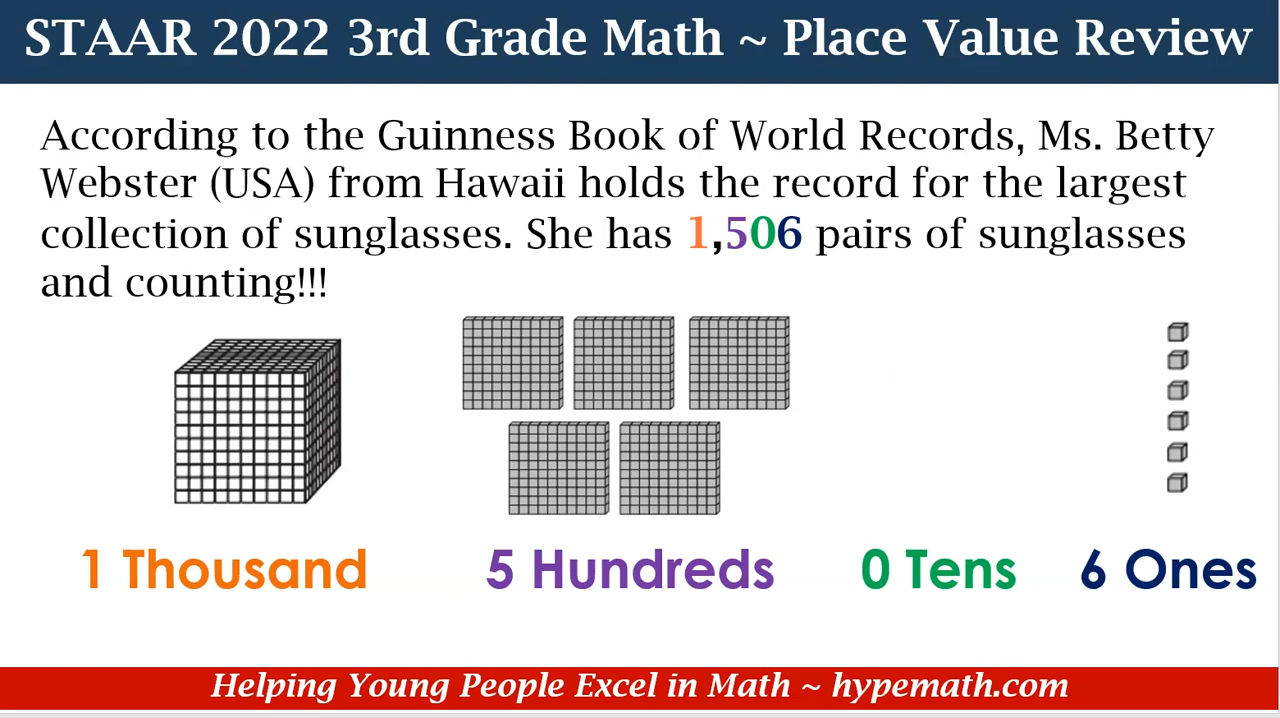 STAAR 2022 3rd Grade Math ~ Place Value Review
According to the Guinness Book of World Records, Ms. Betty
Webster (USA) from Hawaii holds the record for the largest
collection of sunglasses. She has 1,506 pairs of sunglasses
and counting!!!
1 Thousand 5 Hundreds 0 Tens 6 Ones
Helping Young People Excel in Math ~ hypemath.com